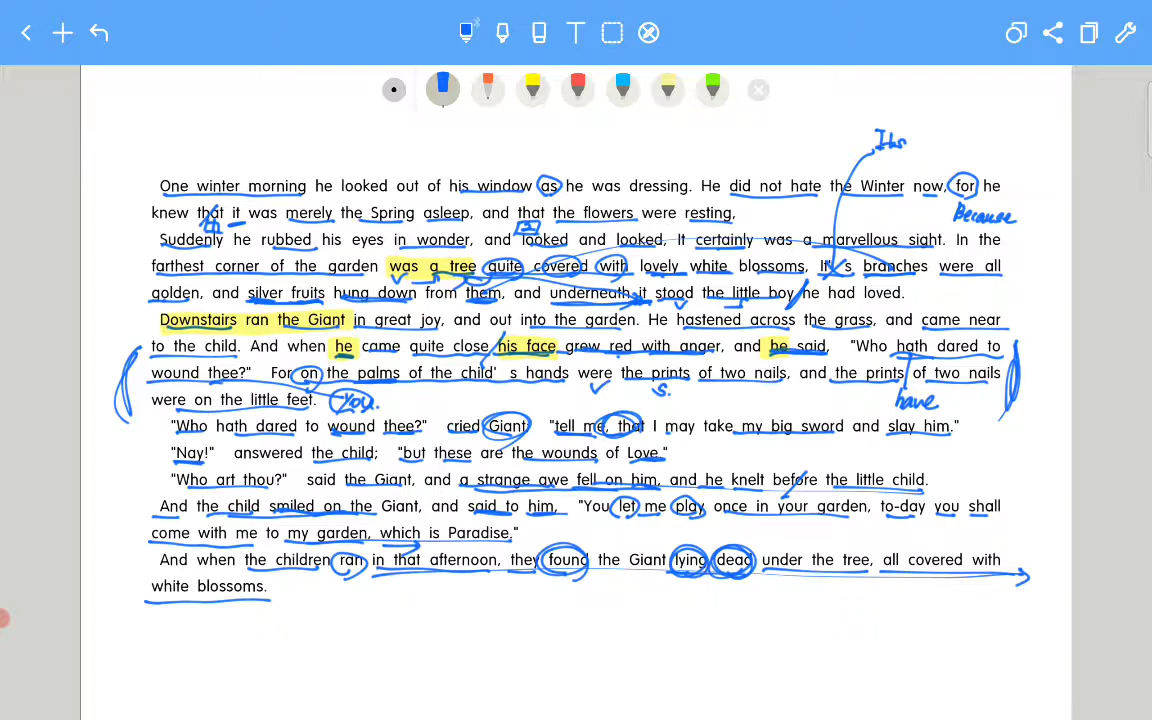 Its
One winter morning he looked out of his window as he was dressing. He did not hate the Winter now, for he
knew that it was merely the Spring asleep, and that the flowers were resting,
Because
Suddenly he rubbed his eyes in wonder, and looked and looked. It certainly was a marvellous sight. In the
farthest corner of the garden was a tree quite covered with lovely white blossoms. It's branches were all
golden, and silver fruits hung down from them, and underneath it stood the little boy he had loved.
Downstairs ran the Giant in great joy, and out into the garden. He hastened across the grass, and came near
to the child. And when he came quite close his face grew red with anger, and he said, "Who hath dared to
wound thee?" For on the palms of the child's hands were the prints of two nails, and the prints of two nails
s.
were on the little feet.
You.
have
"Who hath dared to wound thee?" cried Giant "tell me, that I may take my big sword and slay him."
"Nay!" answered the child; "but these are the wounds of Love."
"Who art thou?" said the Giant, and a strange awe fell on him, and he knelt before the little child.
And the child smiled on the Giant, and said to him, "You let me play once in your garden, to-day you shall
come with me to my garden, which is Paradise."
And when the children ran in that afternoon, they found the Giant lying dead under the tree, all covered with
white blossoms.